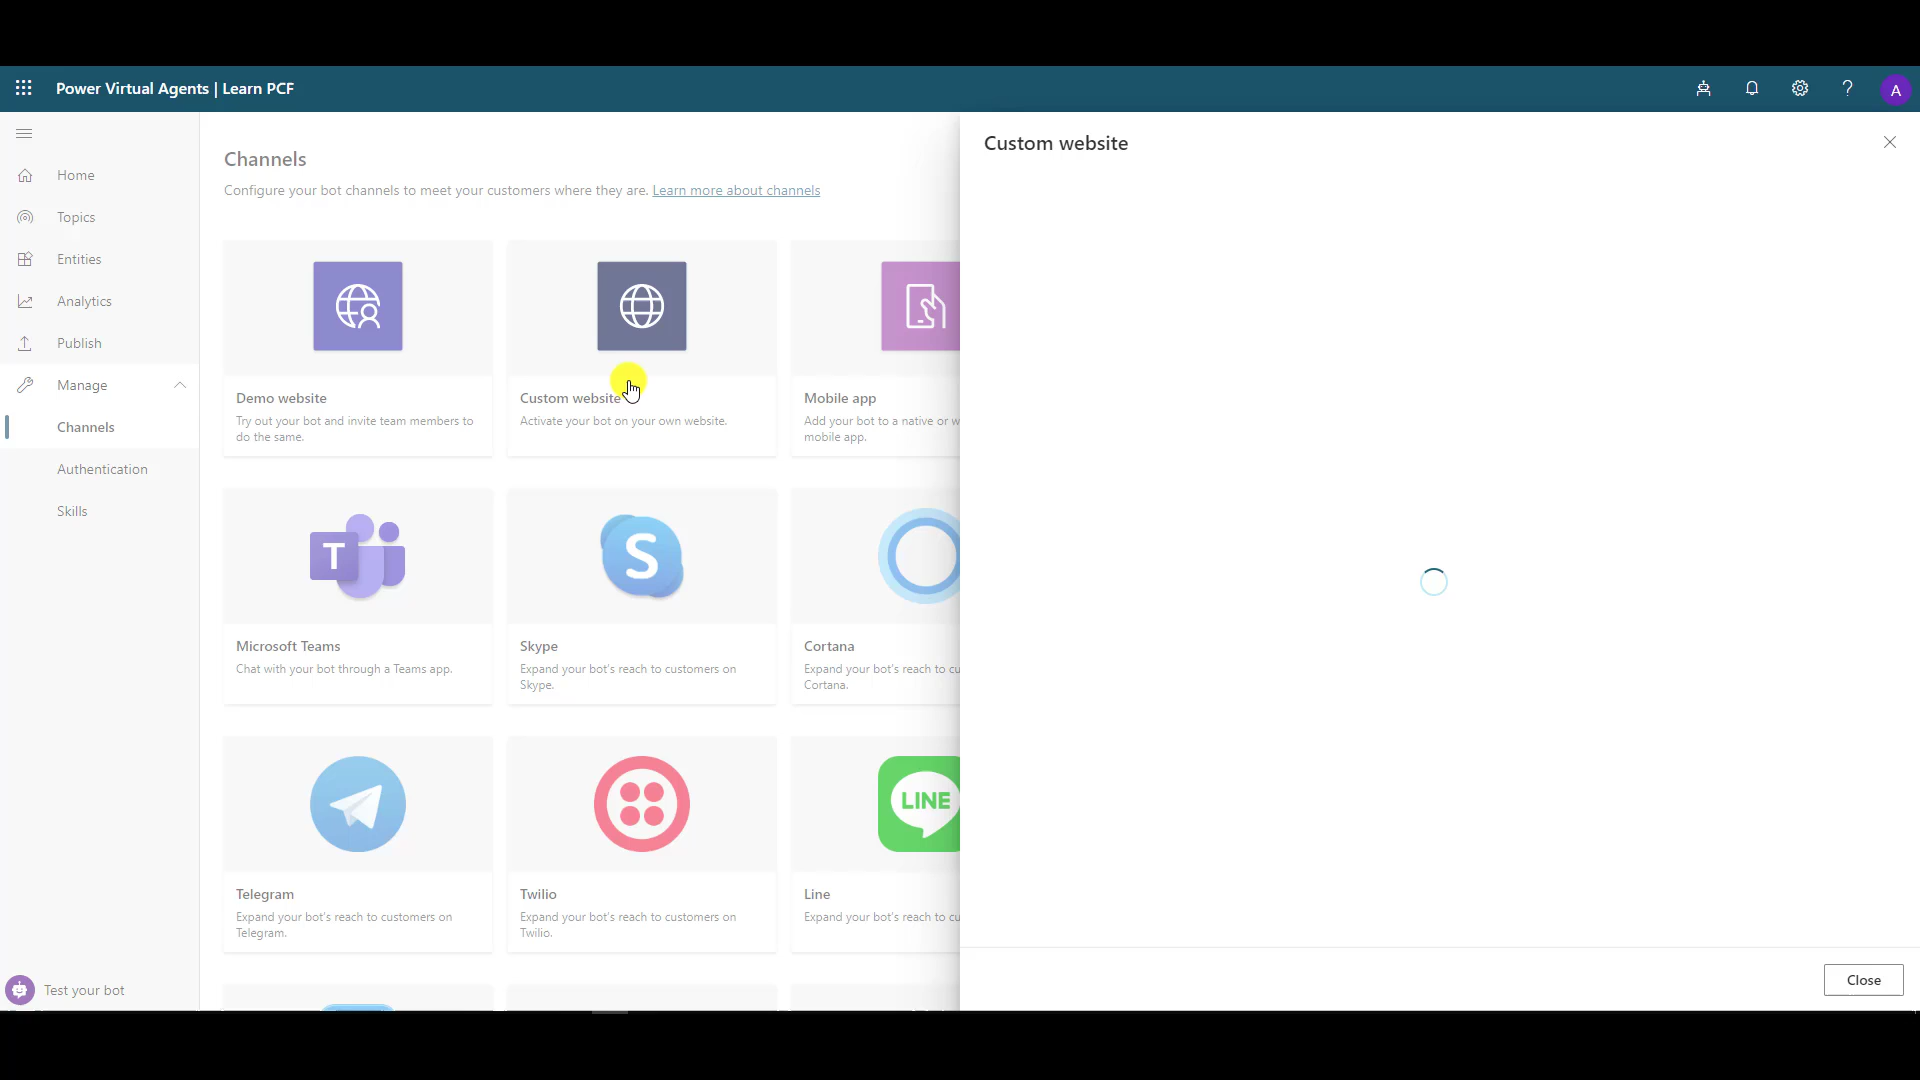 Power Virtual Agents | Learn PCF
A
Home
Topics
Entities
Analytics
Publish
Manage
Channels
Authentication
Skills
Test your bot
Channels
Configure your bot channels to meet your customers where they are. Learn more about channels
Demo website
Try out your bot and invite team members to
do the same.
Custom website
Activate your bot on your own website.
Mobile app
Add your bot to a native or w
mobile app.
T
Microsoft Teams
Chat with your bot through a Teams app.
S
Skype
Expand your bot's reach to customers on
Skype.
Cortana
Expand your bot's reach to cu
Cortana.
Telegram
Expand your bot's reach to customers on
Telegram.
Twilio
Expand your bot's reach to customers on
Twilio.
LINE
Line
Expand your bot's reach to cu
Custom website
Close